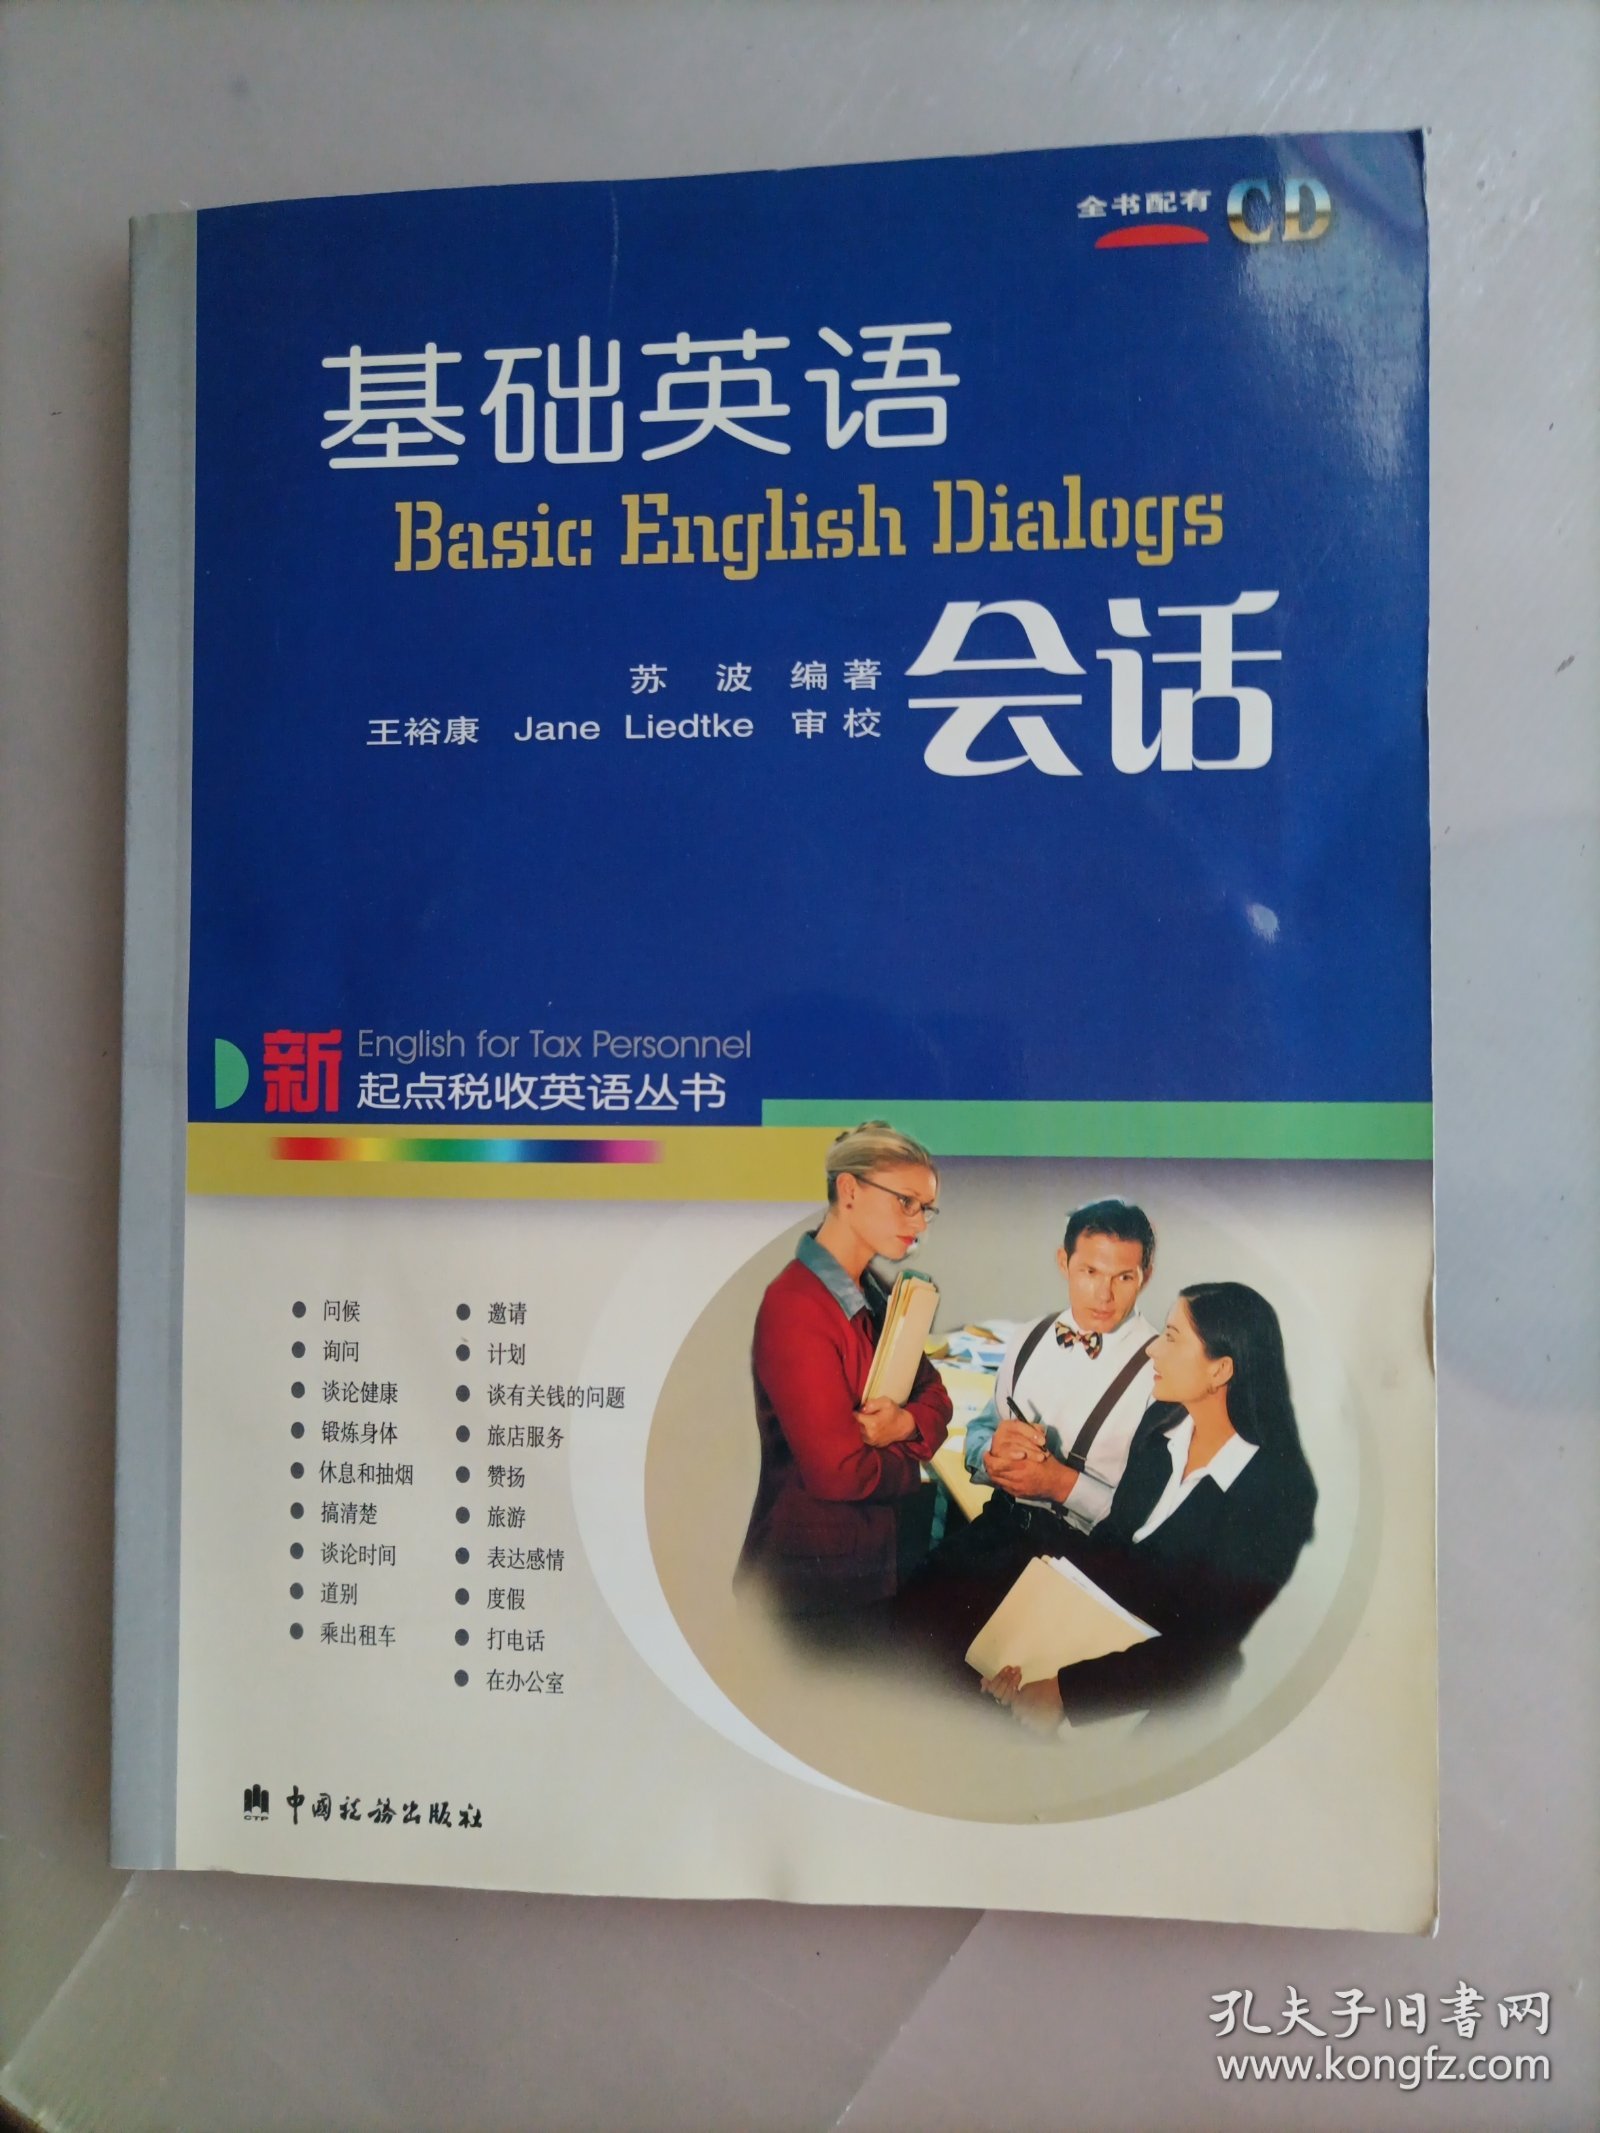 全书配有 CD
基础英语
Basic English Dialogs
会话
苏 波 编著
王裕康 Jane Liedtke 审校
English for Tax Personnel
新起点税收英语丛书
问候
询问
谈论健康
锻炼身体
休息和抽烟
搞清楚
谈论时间
道别
乘出租车
邀请
计划
谈有关钱的问题
旅店服务
赞扬
旅游
表达感情
度假
打电话
在办公室
CTP
中国税务出版社
孔夫子旧书网
www.kongfz.com